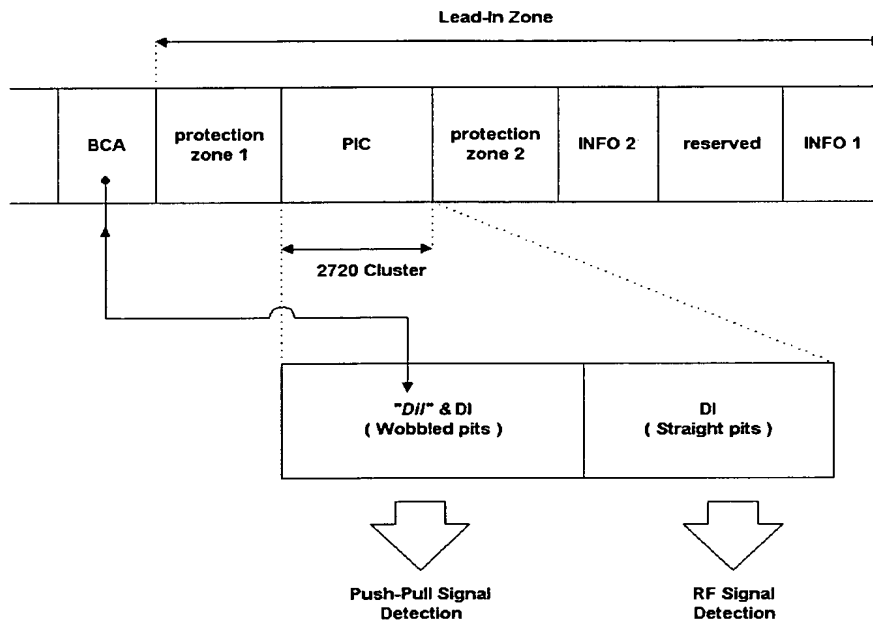 Lead-In Zone
BCA
protection
zone 1
PIC
protection
zone 2
INFO 2
reserved
INFO 1
2720 Cluster
"DiI" & DI
( Wobbled pits )
DI
( Straight pits )
Push-Pull Signal
Detection
RF Signal
Detection